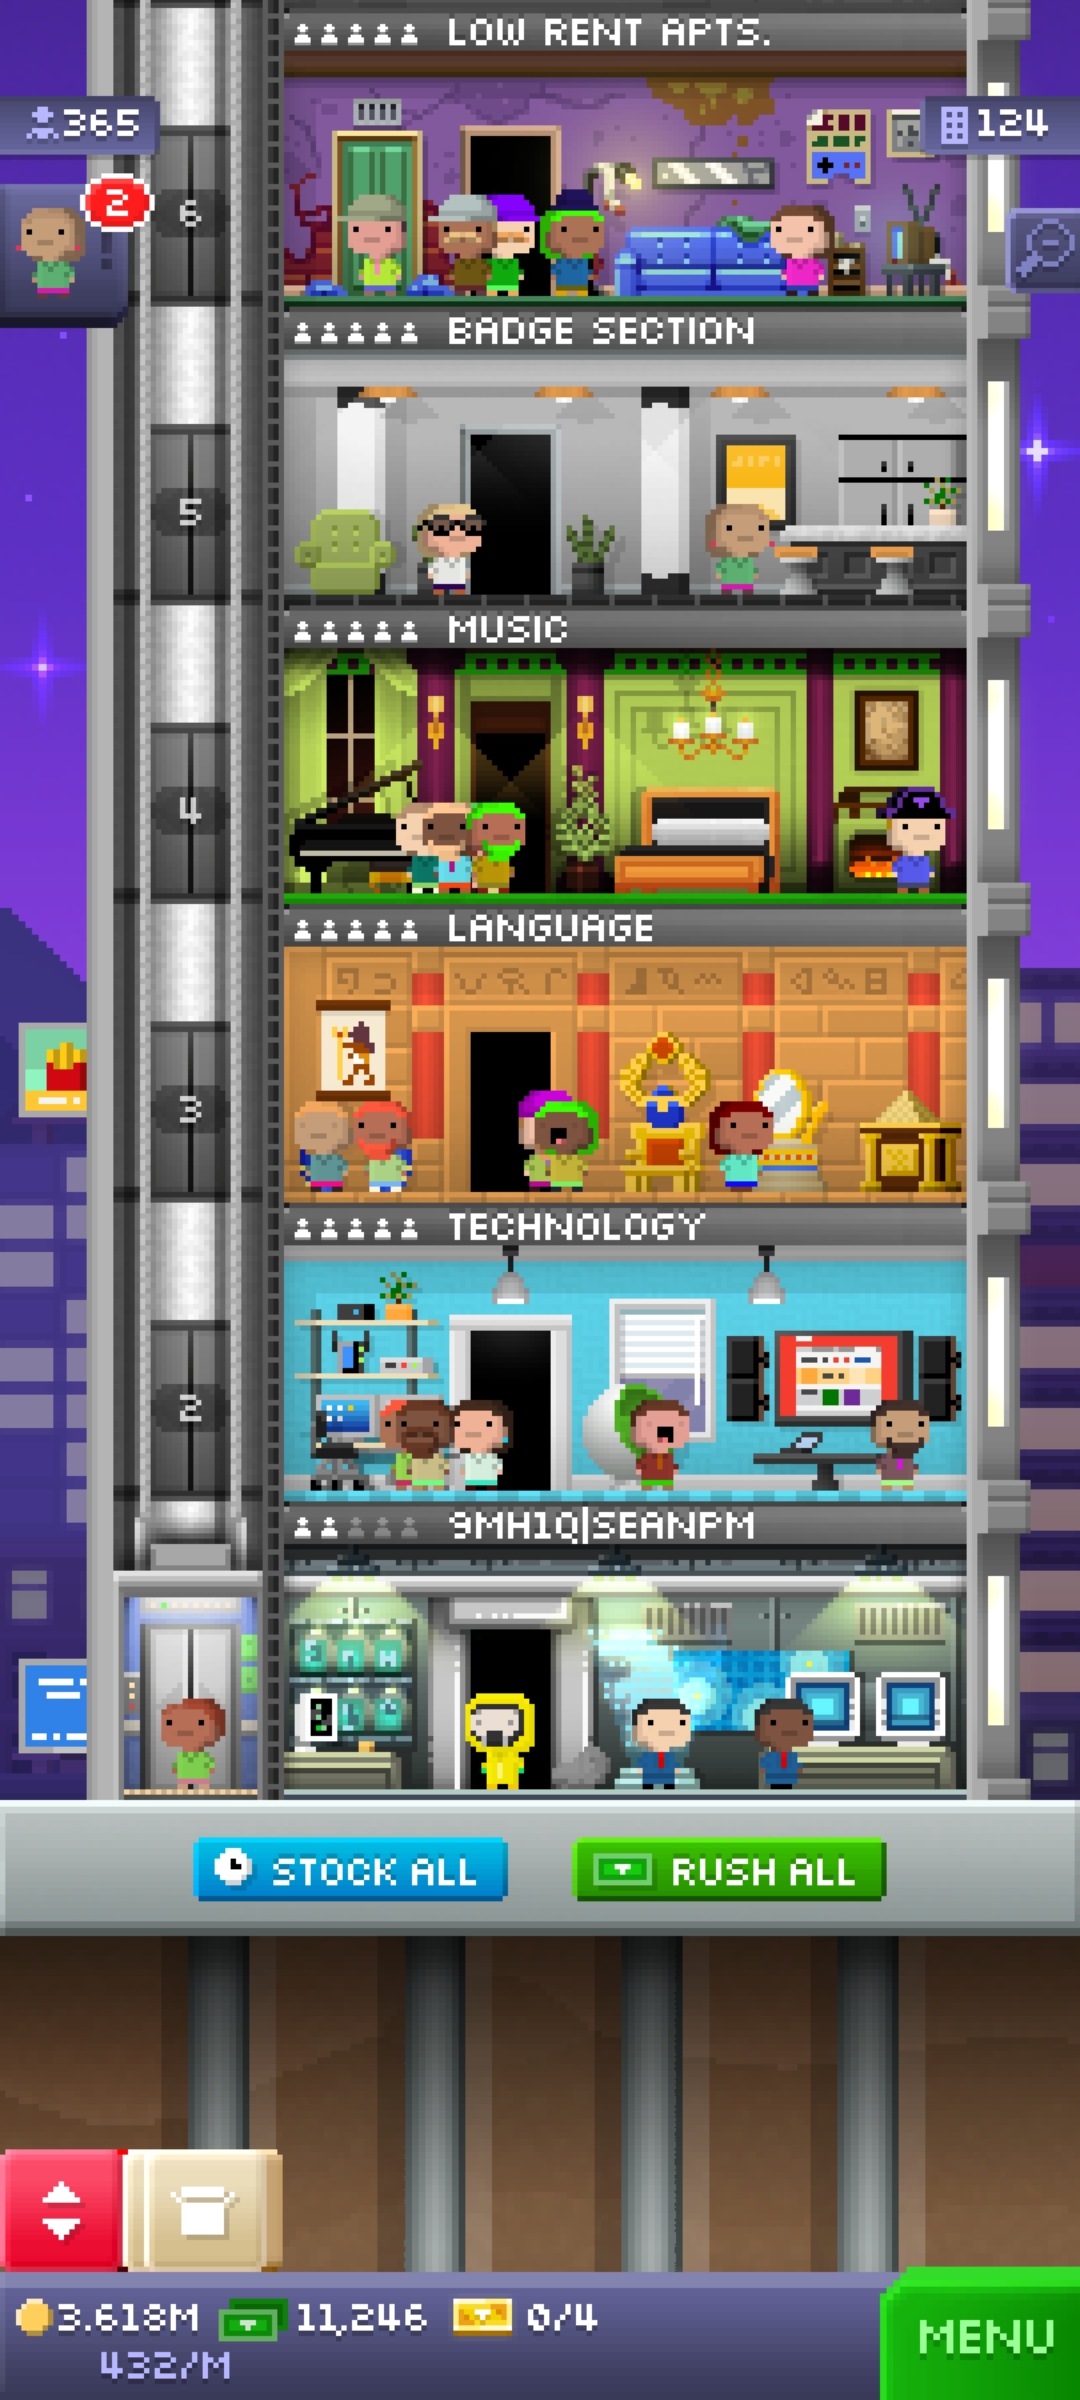 LOW RENT APTS.
365
124
2
6
BADGE SECTION
5
MUSIC
4
LANGUAGE
3
TECHNOLOGY
2
9MH1Q|SEANPM
STOCK ALL
RUSH ALL
3.618M
11,246
0/4
432/M
MENU